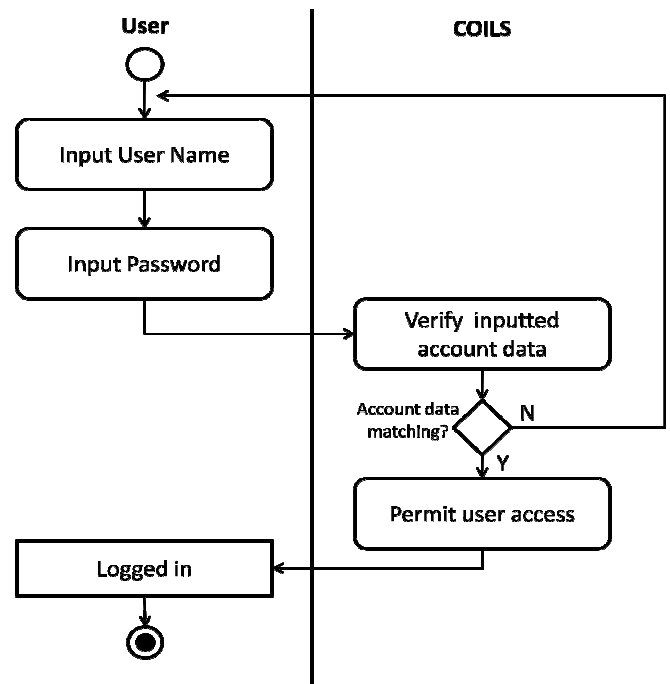 User
COILS
Input User Name
Input Password
Verify inputted
account data
Account data
matching?
N
Y
Permit user access
Logged in